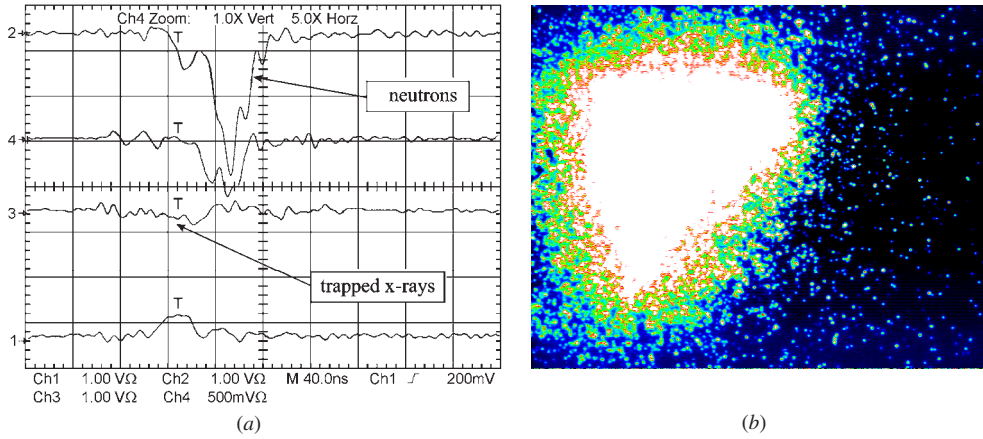 Ch4 Zoom: 1.0X Vert 5.0X Horz
2
T
neutrons
4
T
3
T
trapped x-rays
T
1
Ch1 1.00 VΩ Ch2 1.00 VΩ M 40.0ns Ch1 200mV
Ch3 1.00 VΩ Ch4 500mVΩ
(a) (b)